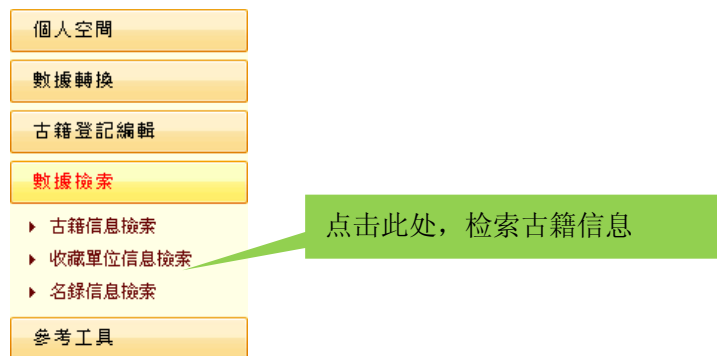 個人空間
數據轉換
古籍登記編輯
數據檢索
古籍信息檢索
點击此处，检索古籍信息
收藏單位信息檢索
名錄信息檢索
參考工具